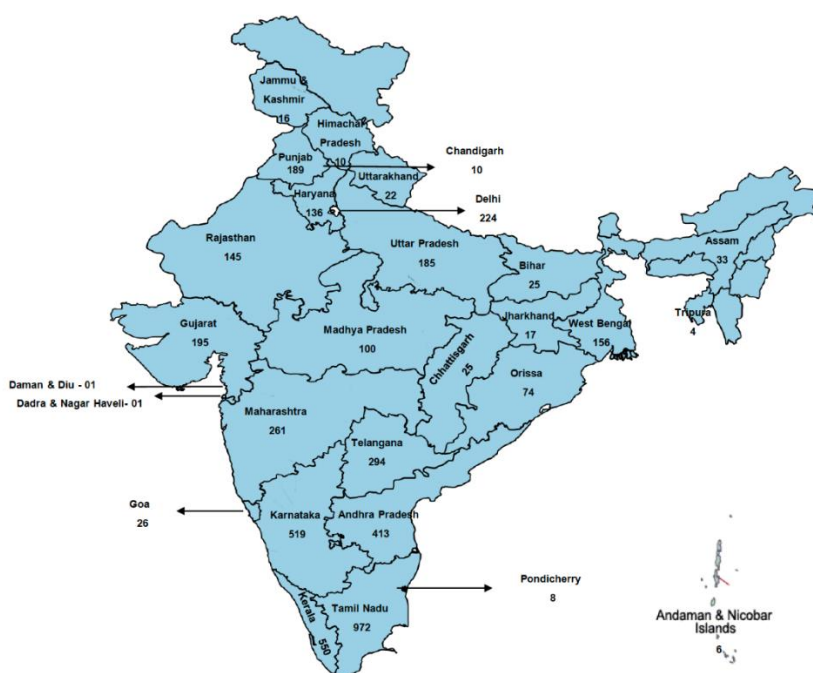 Jammu &
Kashmir
16
Himachal
Pradesh
10
Punjab
189
Chandigarh
10
Uttarakhand
22
Haryana
136
Delhi
224
Rajasthan
145
Uttar Pradesh
185
Bihar
25
Assam
33
Tripura
4
Gujarat
195
Madhya Pradesh
100
Jharkhand
17
West Bengal
156
Chhattisgarh
25
Orissa
74
Daman & Diu - 01
Dadra & Nagar Haveli- 01
Maharashtra
261
Telangana
294
Goa
26
Karnataka
519
Andhra Pradesh
413
Pondicherry
8
Kerala
550
Tamil Nadu
972
Andaman & Nicobar
Islands
6